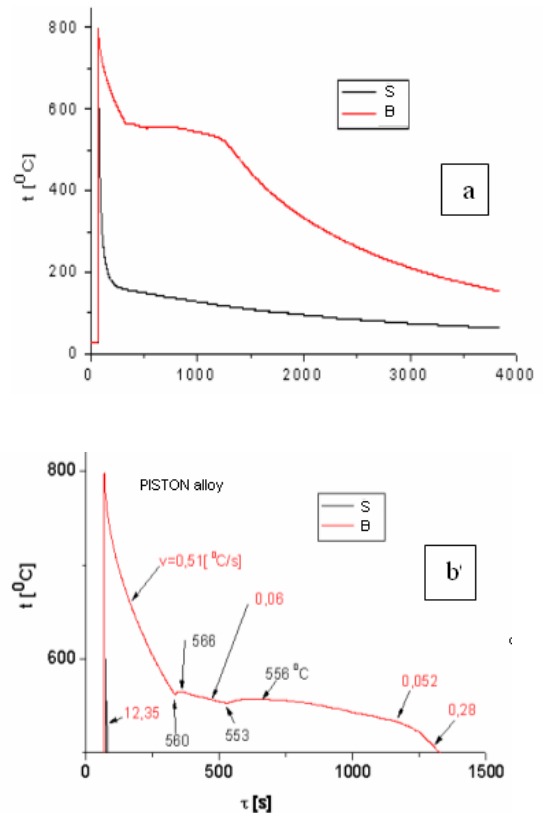 800
600
400
200
0
t [⁰C]
S
B
a
0
1000
2000
3000
4000
800
600
t [⁰C]
PISTON alloy
S
B
b'
v=0,51[⁰C/s]
0,06
566
556 ⁰C
0,052
12,35
560
553
0,28
0
500
1000
1500
τ [s]